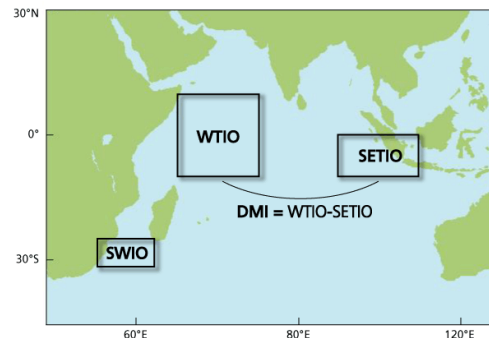 30°N
WTIO
0°
SETIO
DMI = WTIO-SETIO
SWIO
30°S
60°E
80°E
120°E